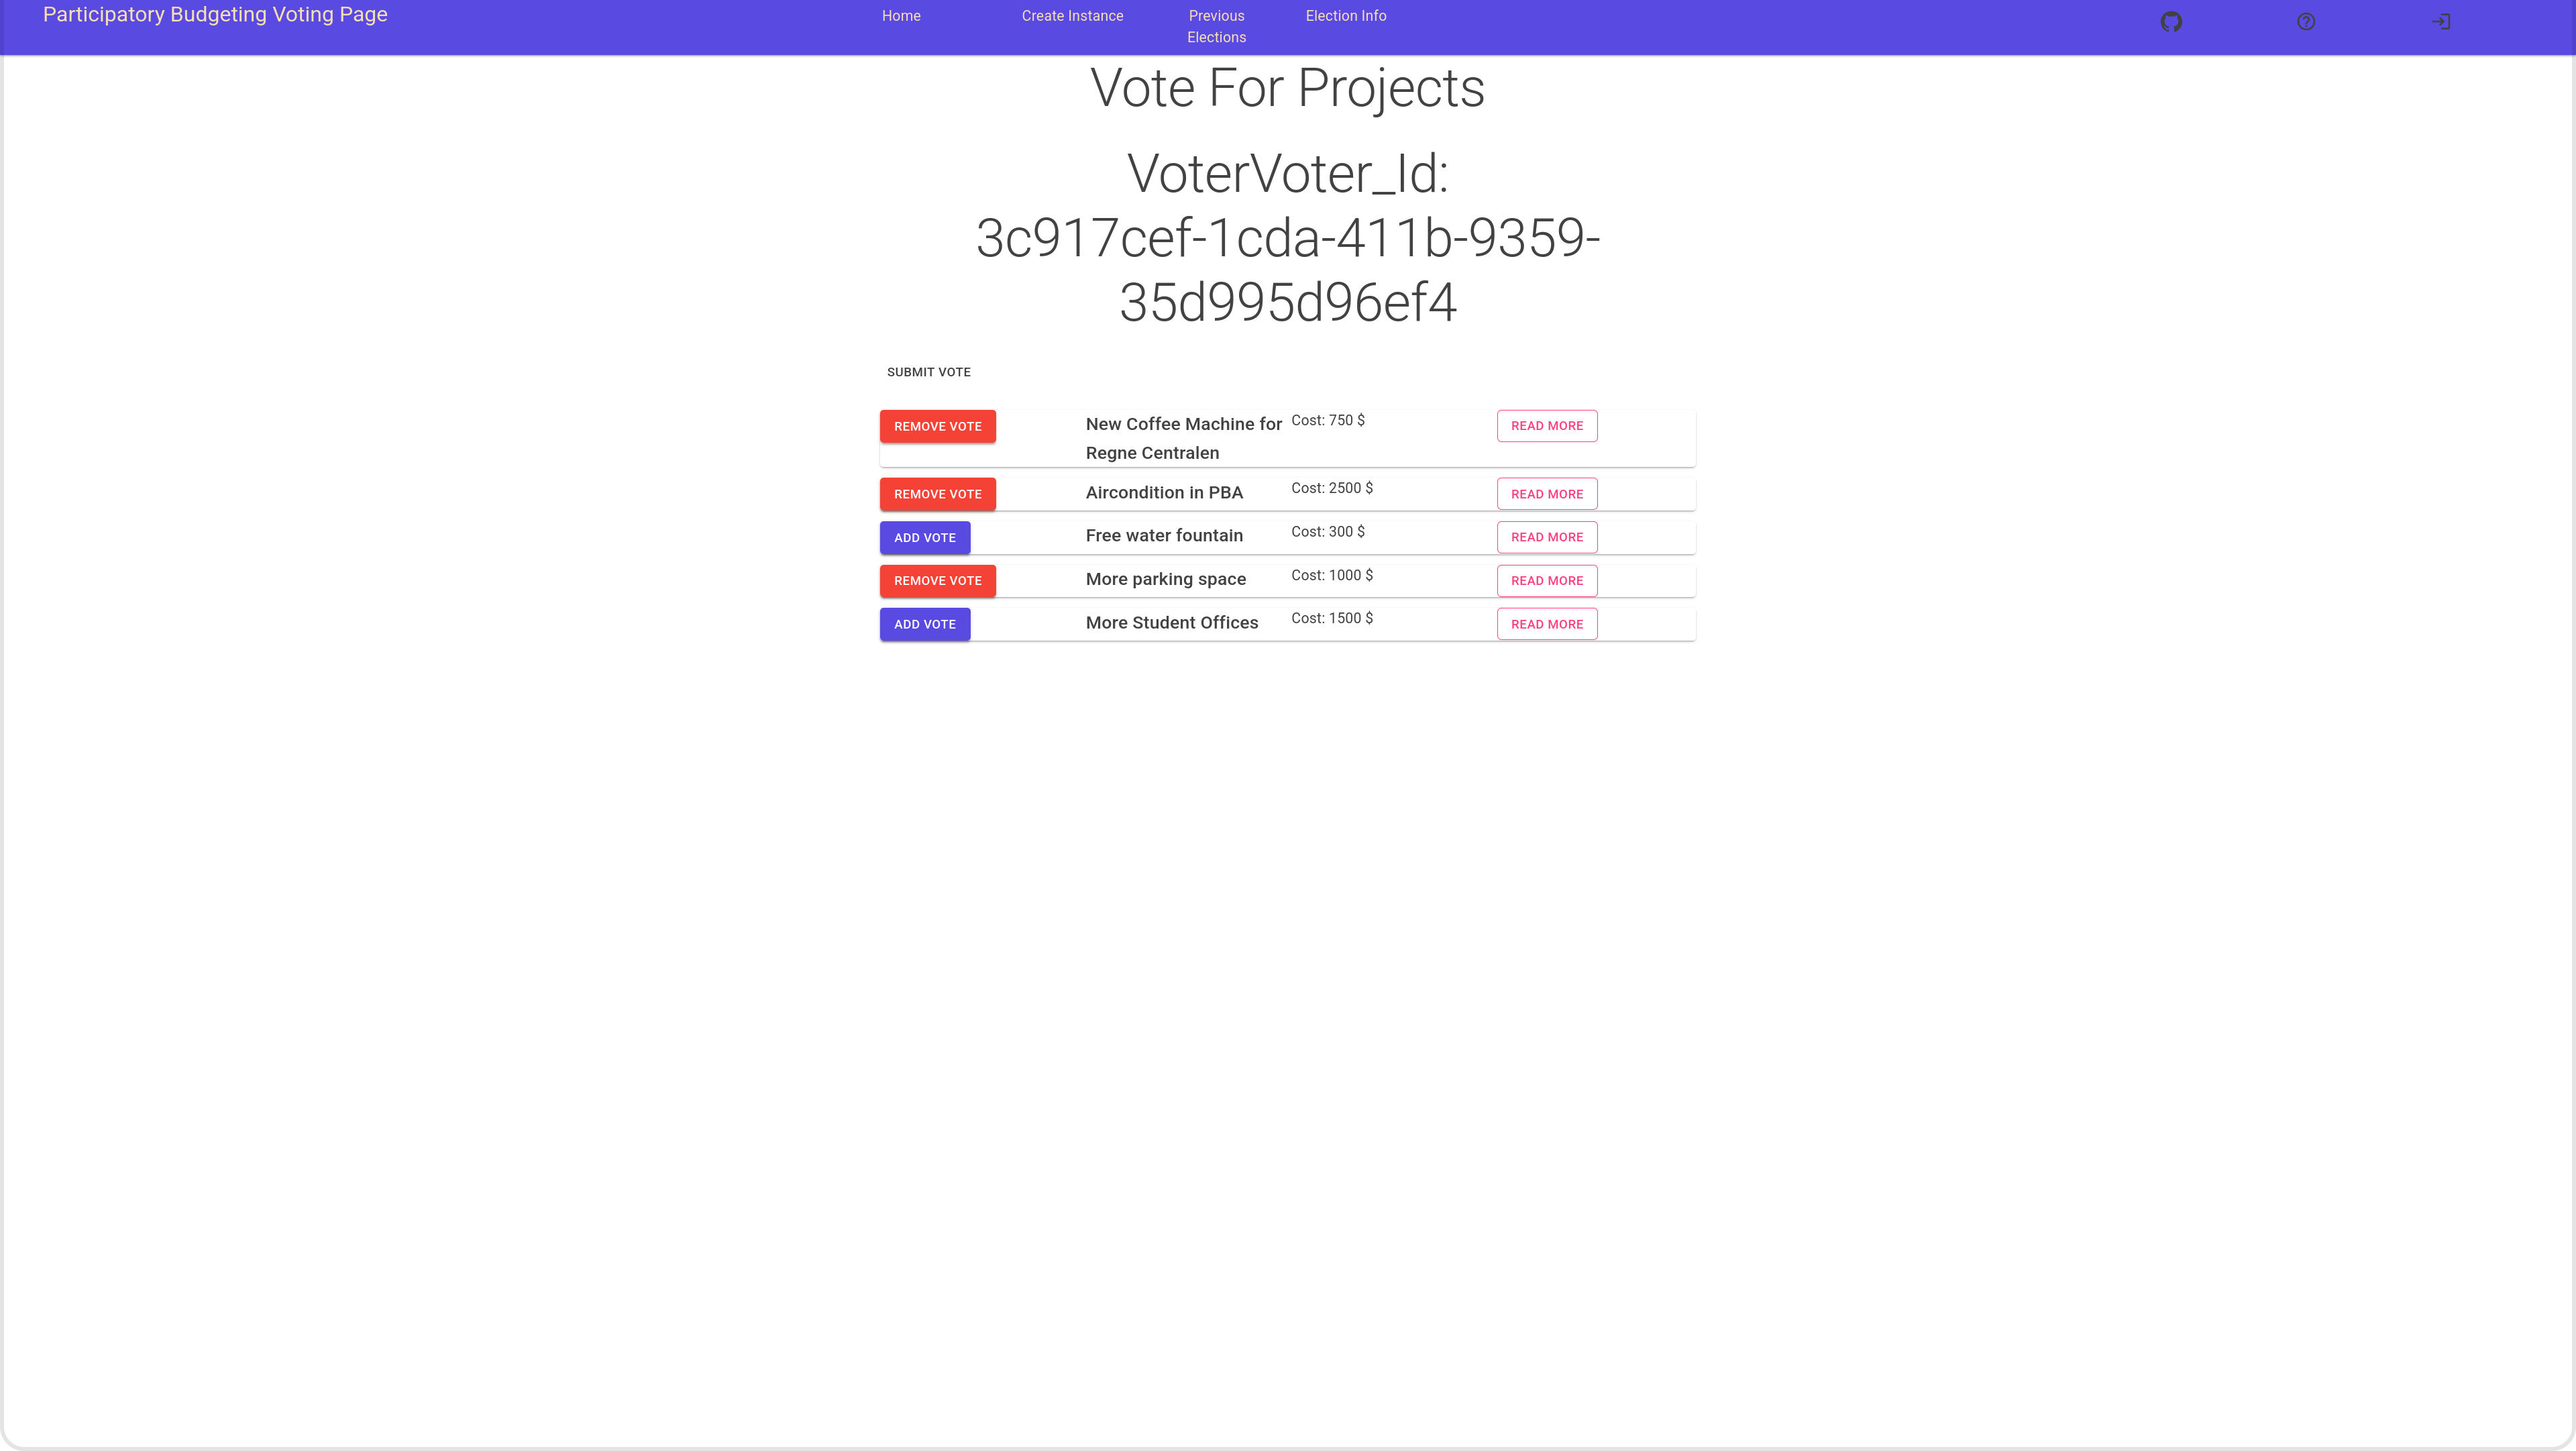 Participatory Budgeting Voting Page
Home
Create Instance
Previous
Elections
Election Info
Vote For Projects
VoterVoter_Id:
3c917cef-1cda-411b-9359-
35d995d96ef4
SUBMIT VOTE
REMOVE VOTE
New Coffee Machine for
Regne Centralen
Cost: 750 $
READ MORE
REMOVE VOTE
Aircondition in PBA
Cost: 2500 $
READ MORE
ADD VOTE
Free water fountain
Cost: 300 $
READ MORE
REMOVE VOTE
More parking space
Cost: 1000 $
READ MORE
ADD VOTE
More Student Offices
Cost: 1500 $
READ MORE